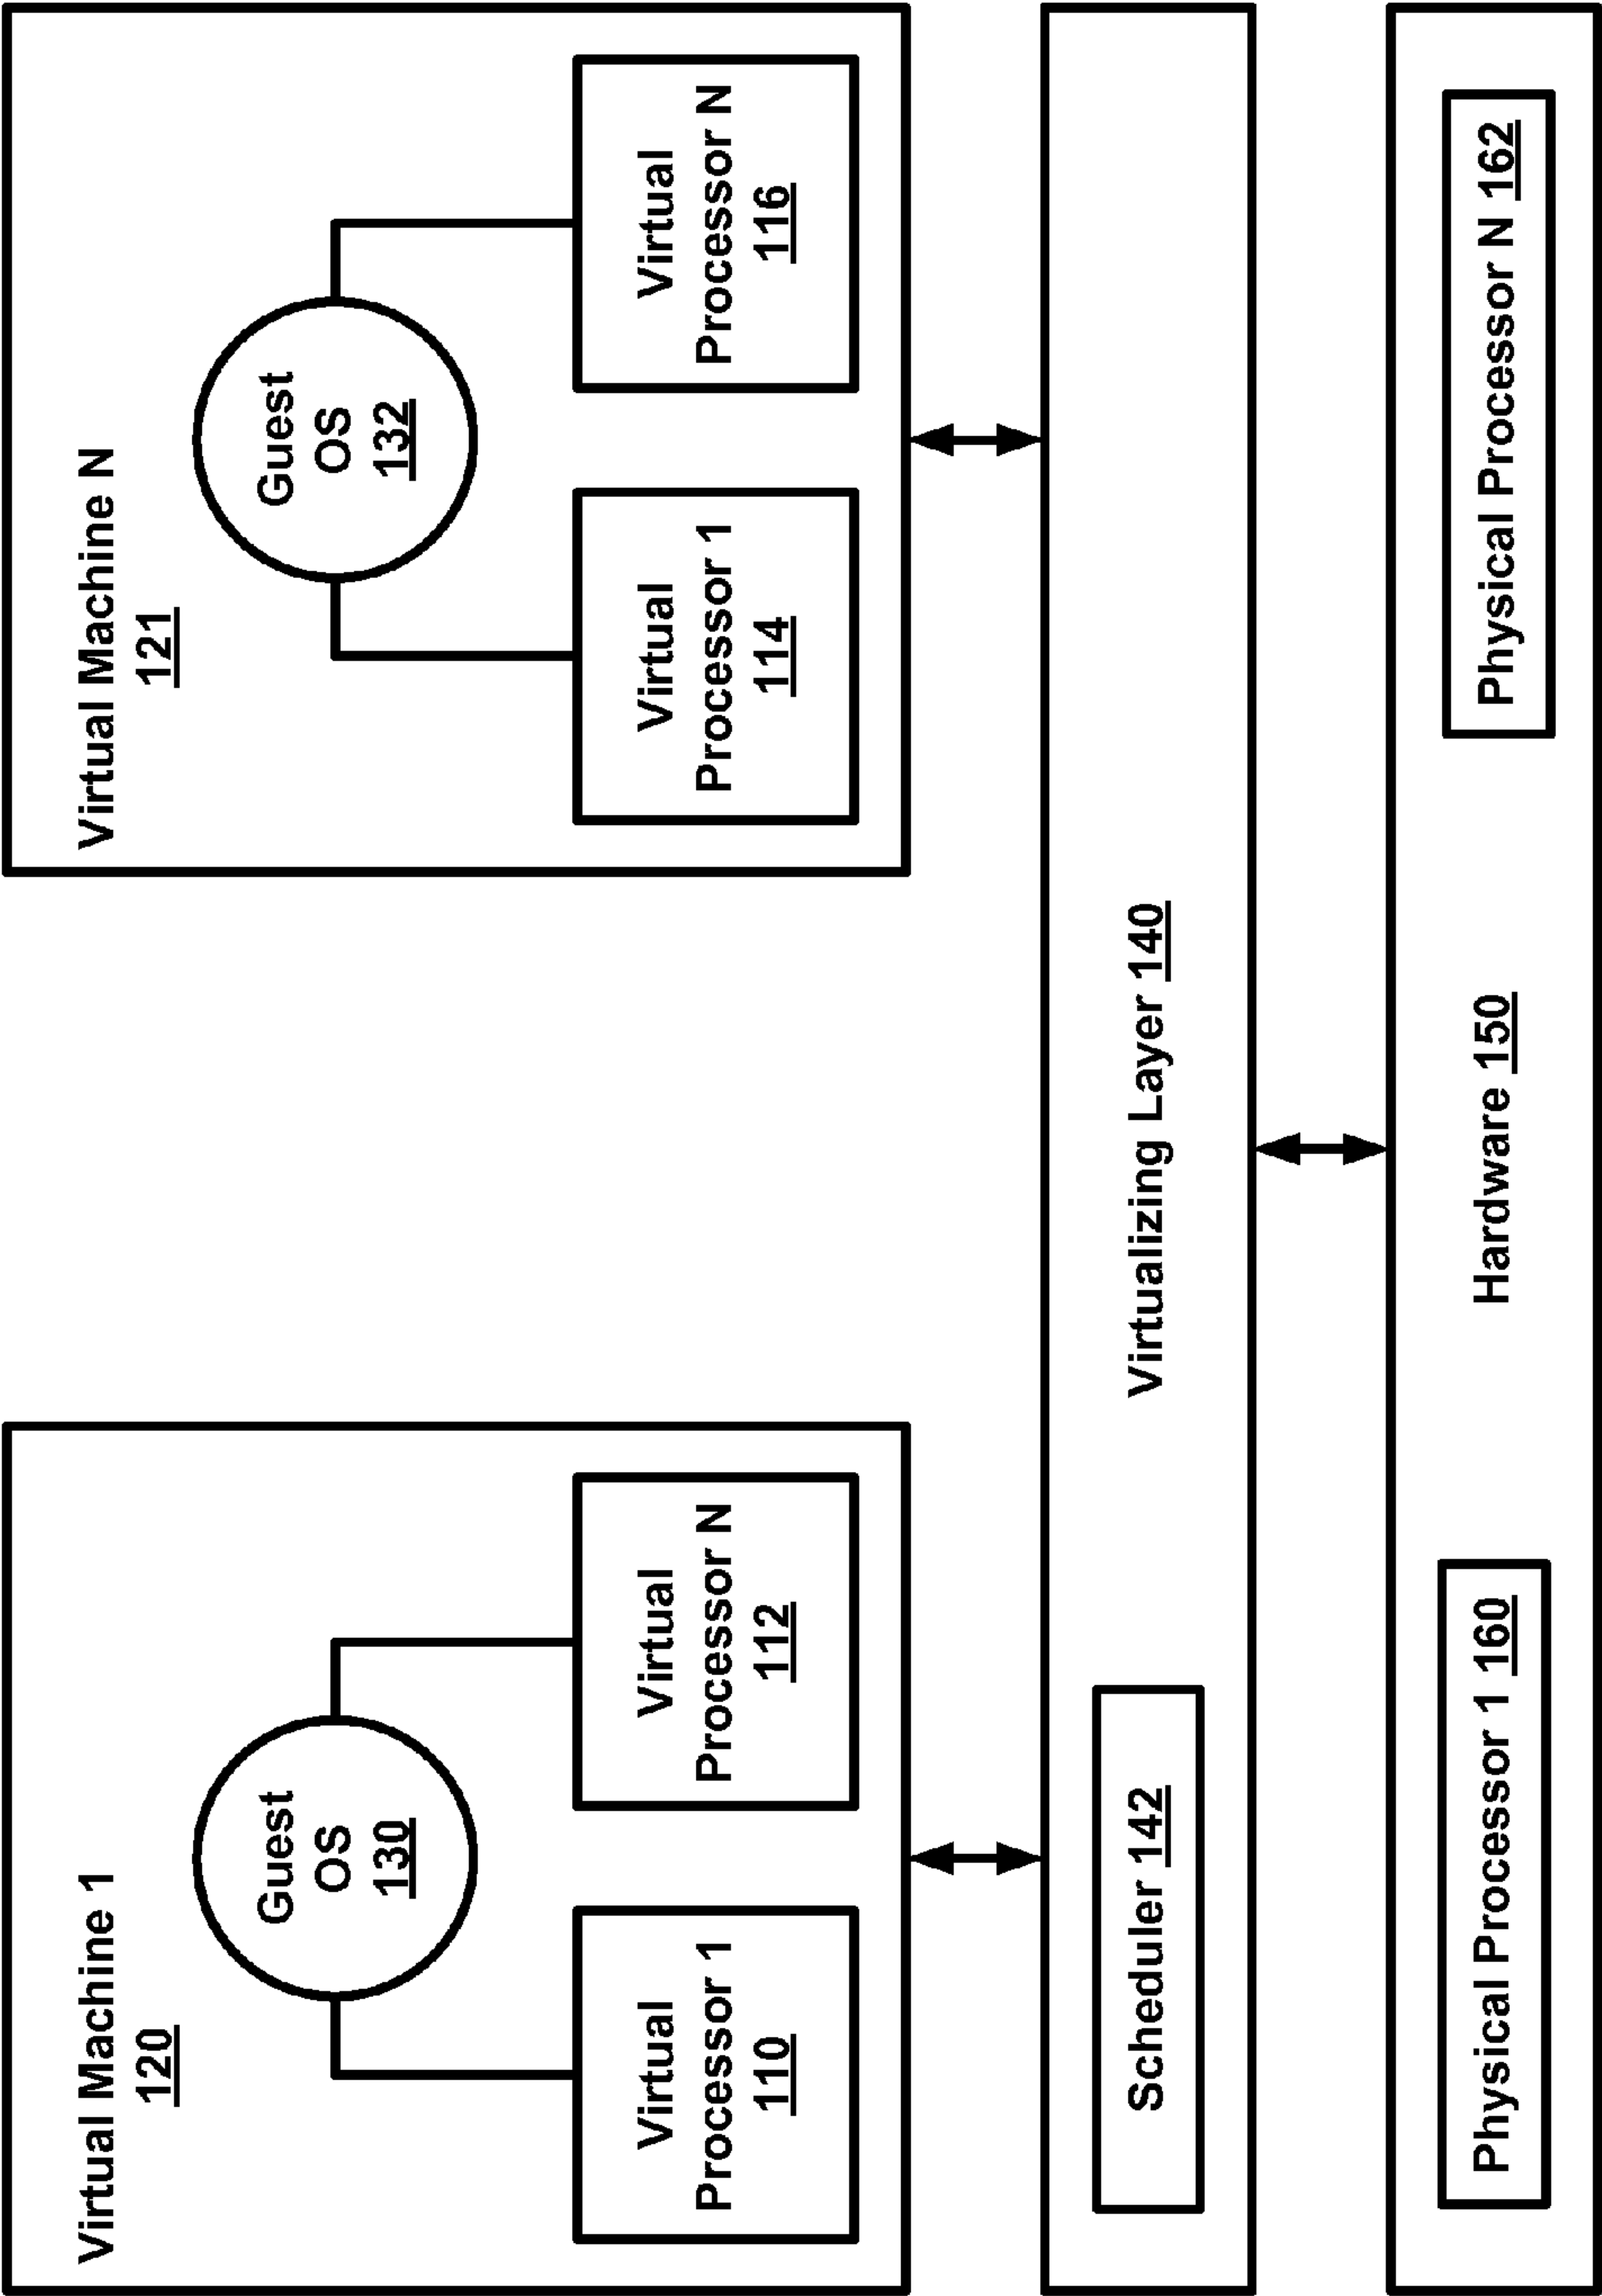 Virtual Machine 1
120
Guest
OS
130
Virtual
Processor 1
110
Virtual
Processor N
112
Virtual Machine N
121
Guest
OS
132
Virtual
Processor 1
114
Virtual
Processor N
116
Scheduler 142
Virtualizing Layer 140
Physical Processor 1 160
Hardware 150
Physical Processor N 162